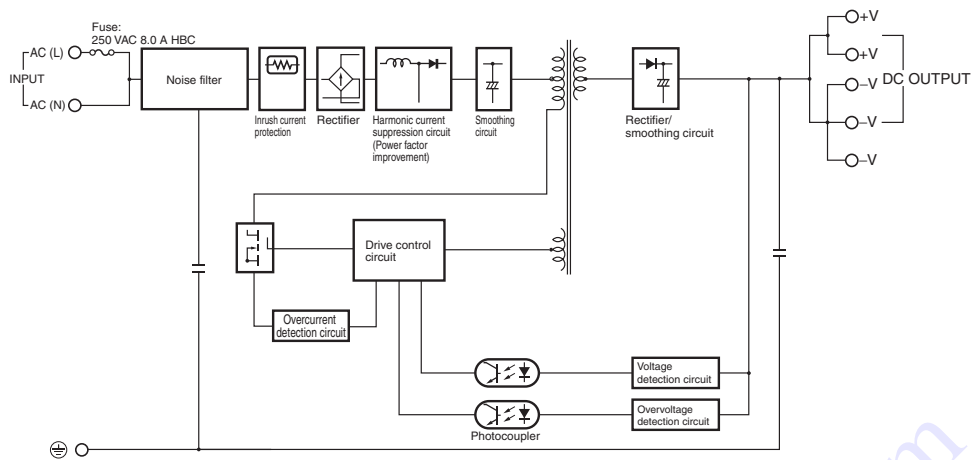 Fuse:
250 VAC 8.0 A HBC
AC (L)
INPUT
AC (N)
Noise filter
Inrush current
protection
Rectifier
Harmonic current
suppression circuit
(Power factor
improvement)
Smoothing
circuit
Rectifier/
smoothing circuit
+V
+V
DC OUTPUT
–V
–V
–V
Drive control
circuit
Overcurrent
detection circuit
Voltage
detection circuit
Overvoltage
detection circuit
Photocoupler